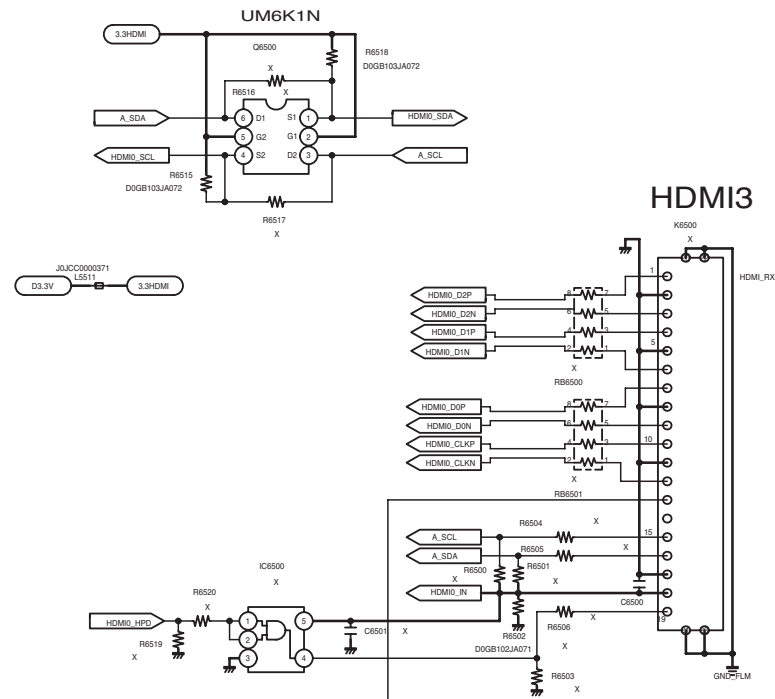 UM6K1N
3.3HDMI
Q6500
R6518
X
D0GB103JA072
R6516
X
A_SDA
6
D1
S1
1
HDMI0_SDA
5
G2
G1
2
HDMI0_SCL
4
S2
D2
3
A_SCL
R6515
D0GB103JA072
R6517
X
HDMI3
K6500
X
J0JCC0000371
L5511
D3.3V
3.3HDMI
1
HDMI_RX
HDMI0_D2P
8
7
HDMI0_D2N
6
5
HDMI0_D1P
4
3
5
HDMI0_D1N
2
1
X
RB6500
HDMI0_D0P
8
7
HDMI0_D0N
6
5
HDMI0_CLKP
4
3
10
HDMI0_CLKN
2
1
X
RB6501
R6504
X
A_SCL
15
A_SDA
R6505
X
R6500
R6501
X
X
HDMI0_IN
C6500
IC6500
X
R6520
X
19
HDMI0_HPD
1
5
R6519
X
2
C6501
X
R6502
R6506
X
3
4
D0GB102JA071
X
R6503
X
GND_FLM